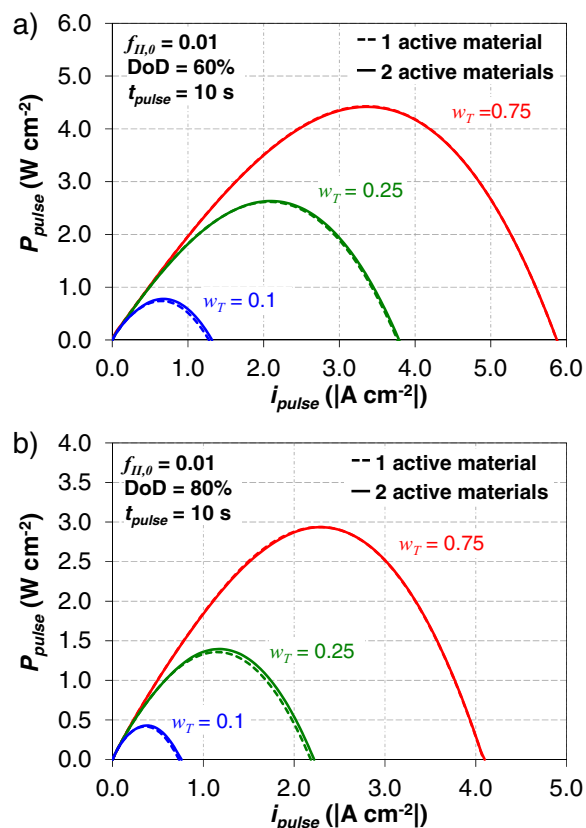 a)
6.0
5.0
4.0
3.0
2.0
1.0
0.0
P_pulse (W cm⁻²)
f_II,0 = 0.01
DoD = 60%
t_pulse = 10 s
1 active material
2 active materials
w_T = 0.75
w_T = 0.25
w_T = 0.1
0.0 1.0 2.0 3.0 4.0 5.0 6.0
i_pulse (|A cm⁻²|)
b)
4.0
3.5
3.0
2.5
2.0
1.5
1.0
0.5
0.0
P_pulse (W cm⁻²)
f_II,0 = 0.01
DoD = 80%
t_pulse = 10 s
1 active material
2 active materials
w_T = 0.75
w_T = 0.25
w_T = 0.1
0.0 1.0 2.0 3.0 4.0 5.0
i_pulse (|A cm⁻²|)